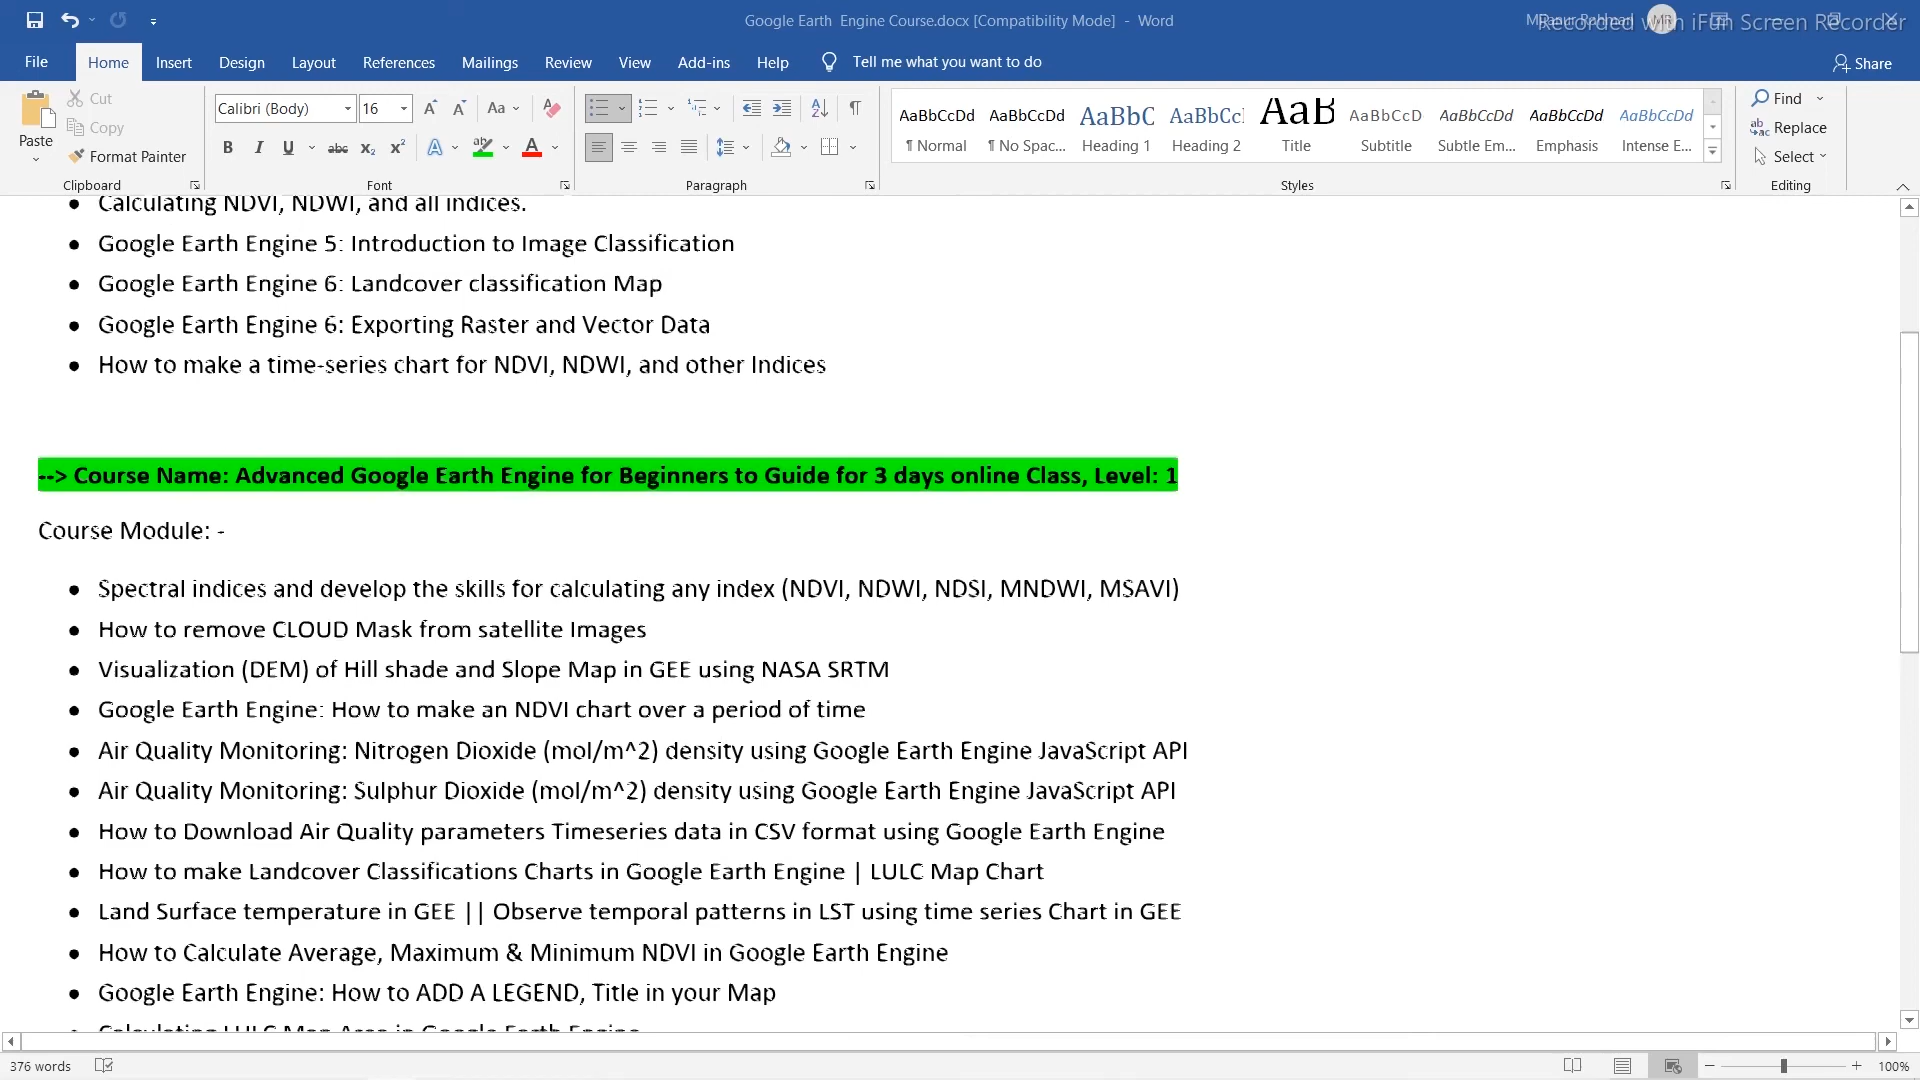 Google Earth Engine Course.docx [Compatibility Mode] - Word
Recorded with iFun Screen Recorder
MR
File Home Insert Design Layout References Mailings Review View Add-ins Help Tell me what you want to do Share
Paste
Cut
Copy
Format Painter
Clipboard
Calibri (Body) 16
Font
Paragraph
AaBbCcDd AaBbCcDd AaBbC AaBbCc AaB AaBbCcD AaBbCcDd AaBbCcDd AaBbCcDd
¶ Normal ¶ No Spac... Heading 1 Heading 2 Title Subtitle Subtle Em... Emphasis Intense E...
Styles
Find
Replace
Select
Editing
• Calculating NDVI, NDWI, and all indices.
• Google Earth Engine 5: Introduction to Image Classification
• Google Earth Engine 6: Landcover classification Map
• Google Earth Engine 6: Exporting Raster and Vector Data
• How to make a time-series chart for NDVI, NDWI, and other Indices
--> Course Name: Advanced Google Earth Engine for Beginners to Guide for 3 days online Class, Level: 1
Course Module: -
• Spectral indices and develop the skills for calculating any index (NDVI, NDWI, NDSI, MNDWI, MSAVI)
• How to remove CLOUD Mask from satellite Images
• Visualization (DEM) of Hill shade and Slope Map in GEE using NASA SRTM
• Google Earth Engine: How to make an NDVI chart over a period of time
• Air Quality Monitoring: Nitrogen Dioxide (mol/m^2) density using Google Earth Engine JavaScript API
• Air Quality Monitoring: Sulphur Dioxide (mol/m^2) density using Google Earth Engine JavaScript API
• How to Download Air Quality parameters Timeseries data in CSV format using Google Earth Engine
• How to make Landcover Classifications Charts in Google Earth Engine | LULC Map Chart
• Land Surface temperature in GEE || Observe temporal patterns in LST using time series Chart in GEE
• How to Calculate Average, Maximum & Minimum NDVI in Google Earth Engine
• Google Earth Engine: How to ADD A LEGEND, Title in your Map
• Calculating LULC Map Area in Google Earth Engine
376 words
100%